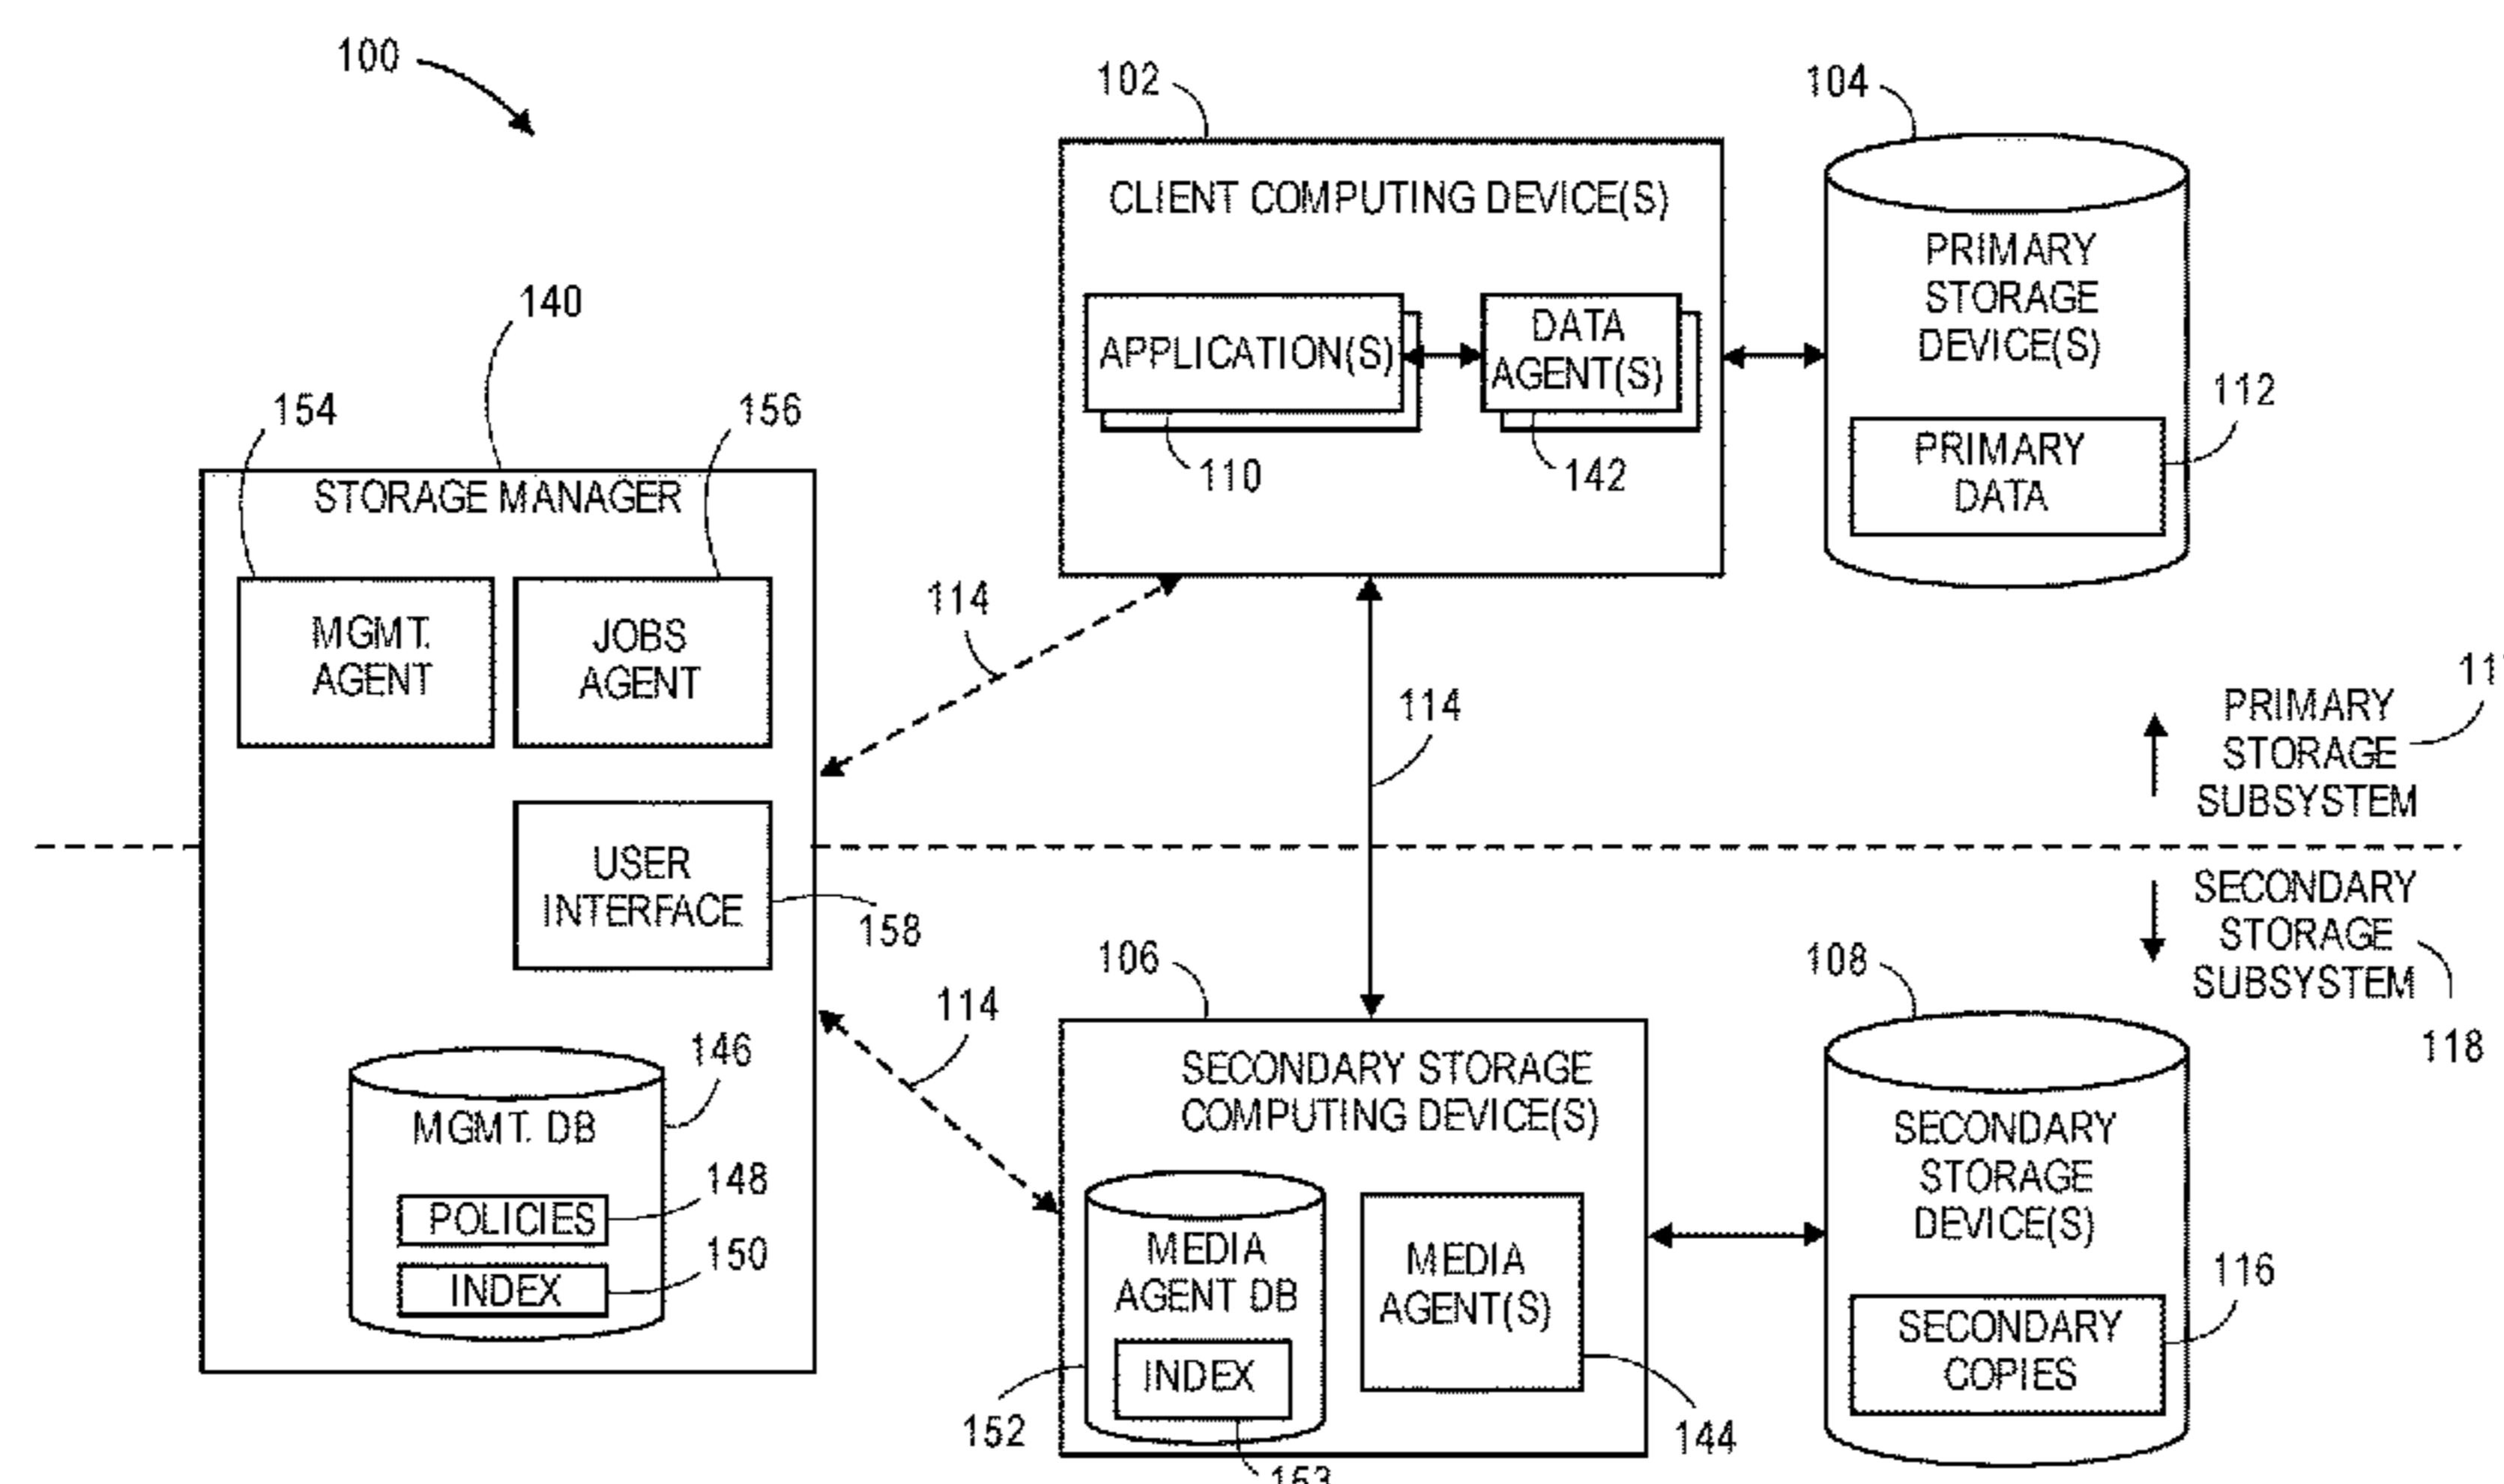 100
102
104
CLIENT COMPUTING DEVICE(S)
APPLICATION(S)
DATA
AGENT(S)
110
142
PRIMARY
STORAGE
DEVICE(S)
112
PRIMARY
DATA
140
154
156
STORAGE MANAGER
MGMT.
AGENT
JOBS
AGENT
114
114
PRIMARY
STORAGE
SUBSYSTEM
USER
INTERFACE
158
SECONDARY
STORAGE
SUBSYSTEM
118
114
106
108
146
MGMT. DB
148
POLICIES
150
INDEX
SECONDARY STORAGE
COMPUTING DEVICE(S)
MEDIA
AGENT DB
INDEX
MEDIA
AGENT(S)
152
153
144
SECONDARY
STORAGE
DEVICE(S)
116
SECONDARY
COPIES